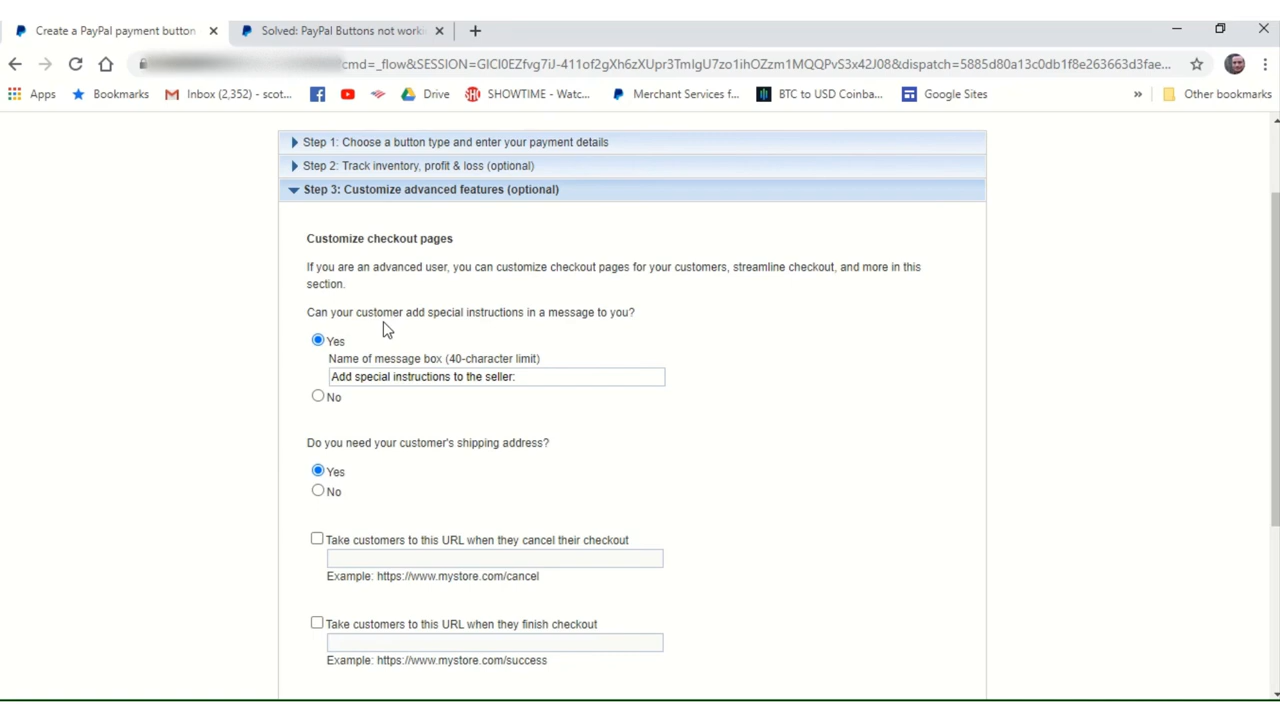 Create a PayPal payment button
Solved: PayPal Buttons not work
cmd=_flow&SESSION=GICI0EZfvg7iJ-411of2gXh6zXUpr3TmIgU7zo1ihOZzm1MQQPvS3x42J08&dispatch=5885d80a13c0db1f8e263663d3fae...
Apps Bookmarks Inbox (2,352) - scot... Drive SHOWTIME - Watc... Merchant Services f... BTC to USD Coinba... Google Sites » Other bookmarks
Step 1: Choose a button type and enter your payment details
Step 2: Track inventory, profit & loss (optional)
Step 3: Customize advanced features (optional)
Customize checkout pages
If you are an advanced user, you can customize checkout pages for your customers, streamline checkout, and more in this
section.
Can your customer add special instructions in a message to you?
Yes
Name of message box (40-character limit)
Add special instructions to the seller:
No
Do you need your customer's shipping address?
Yes
No
Take customers to this URL when they cancel their checkout
Example: https://www.mystore.com/cancel
Take customers to this URL when they finish checkout
Example: https://www.mystore.com/success